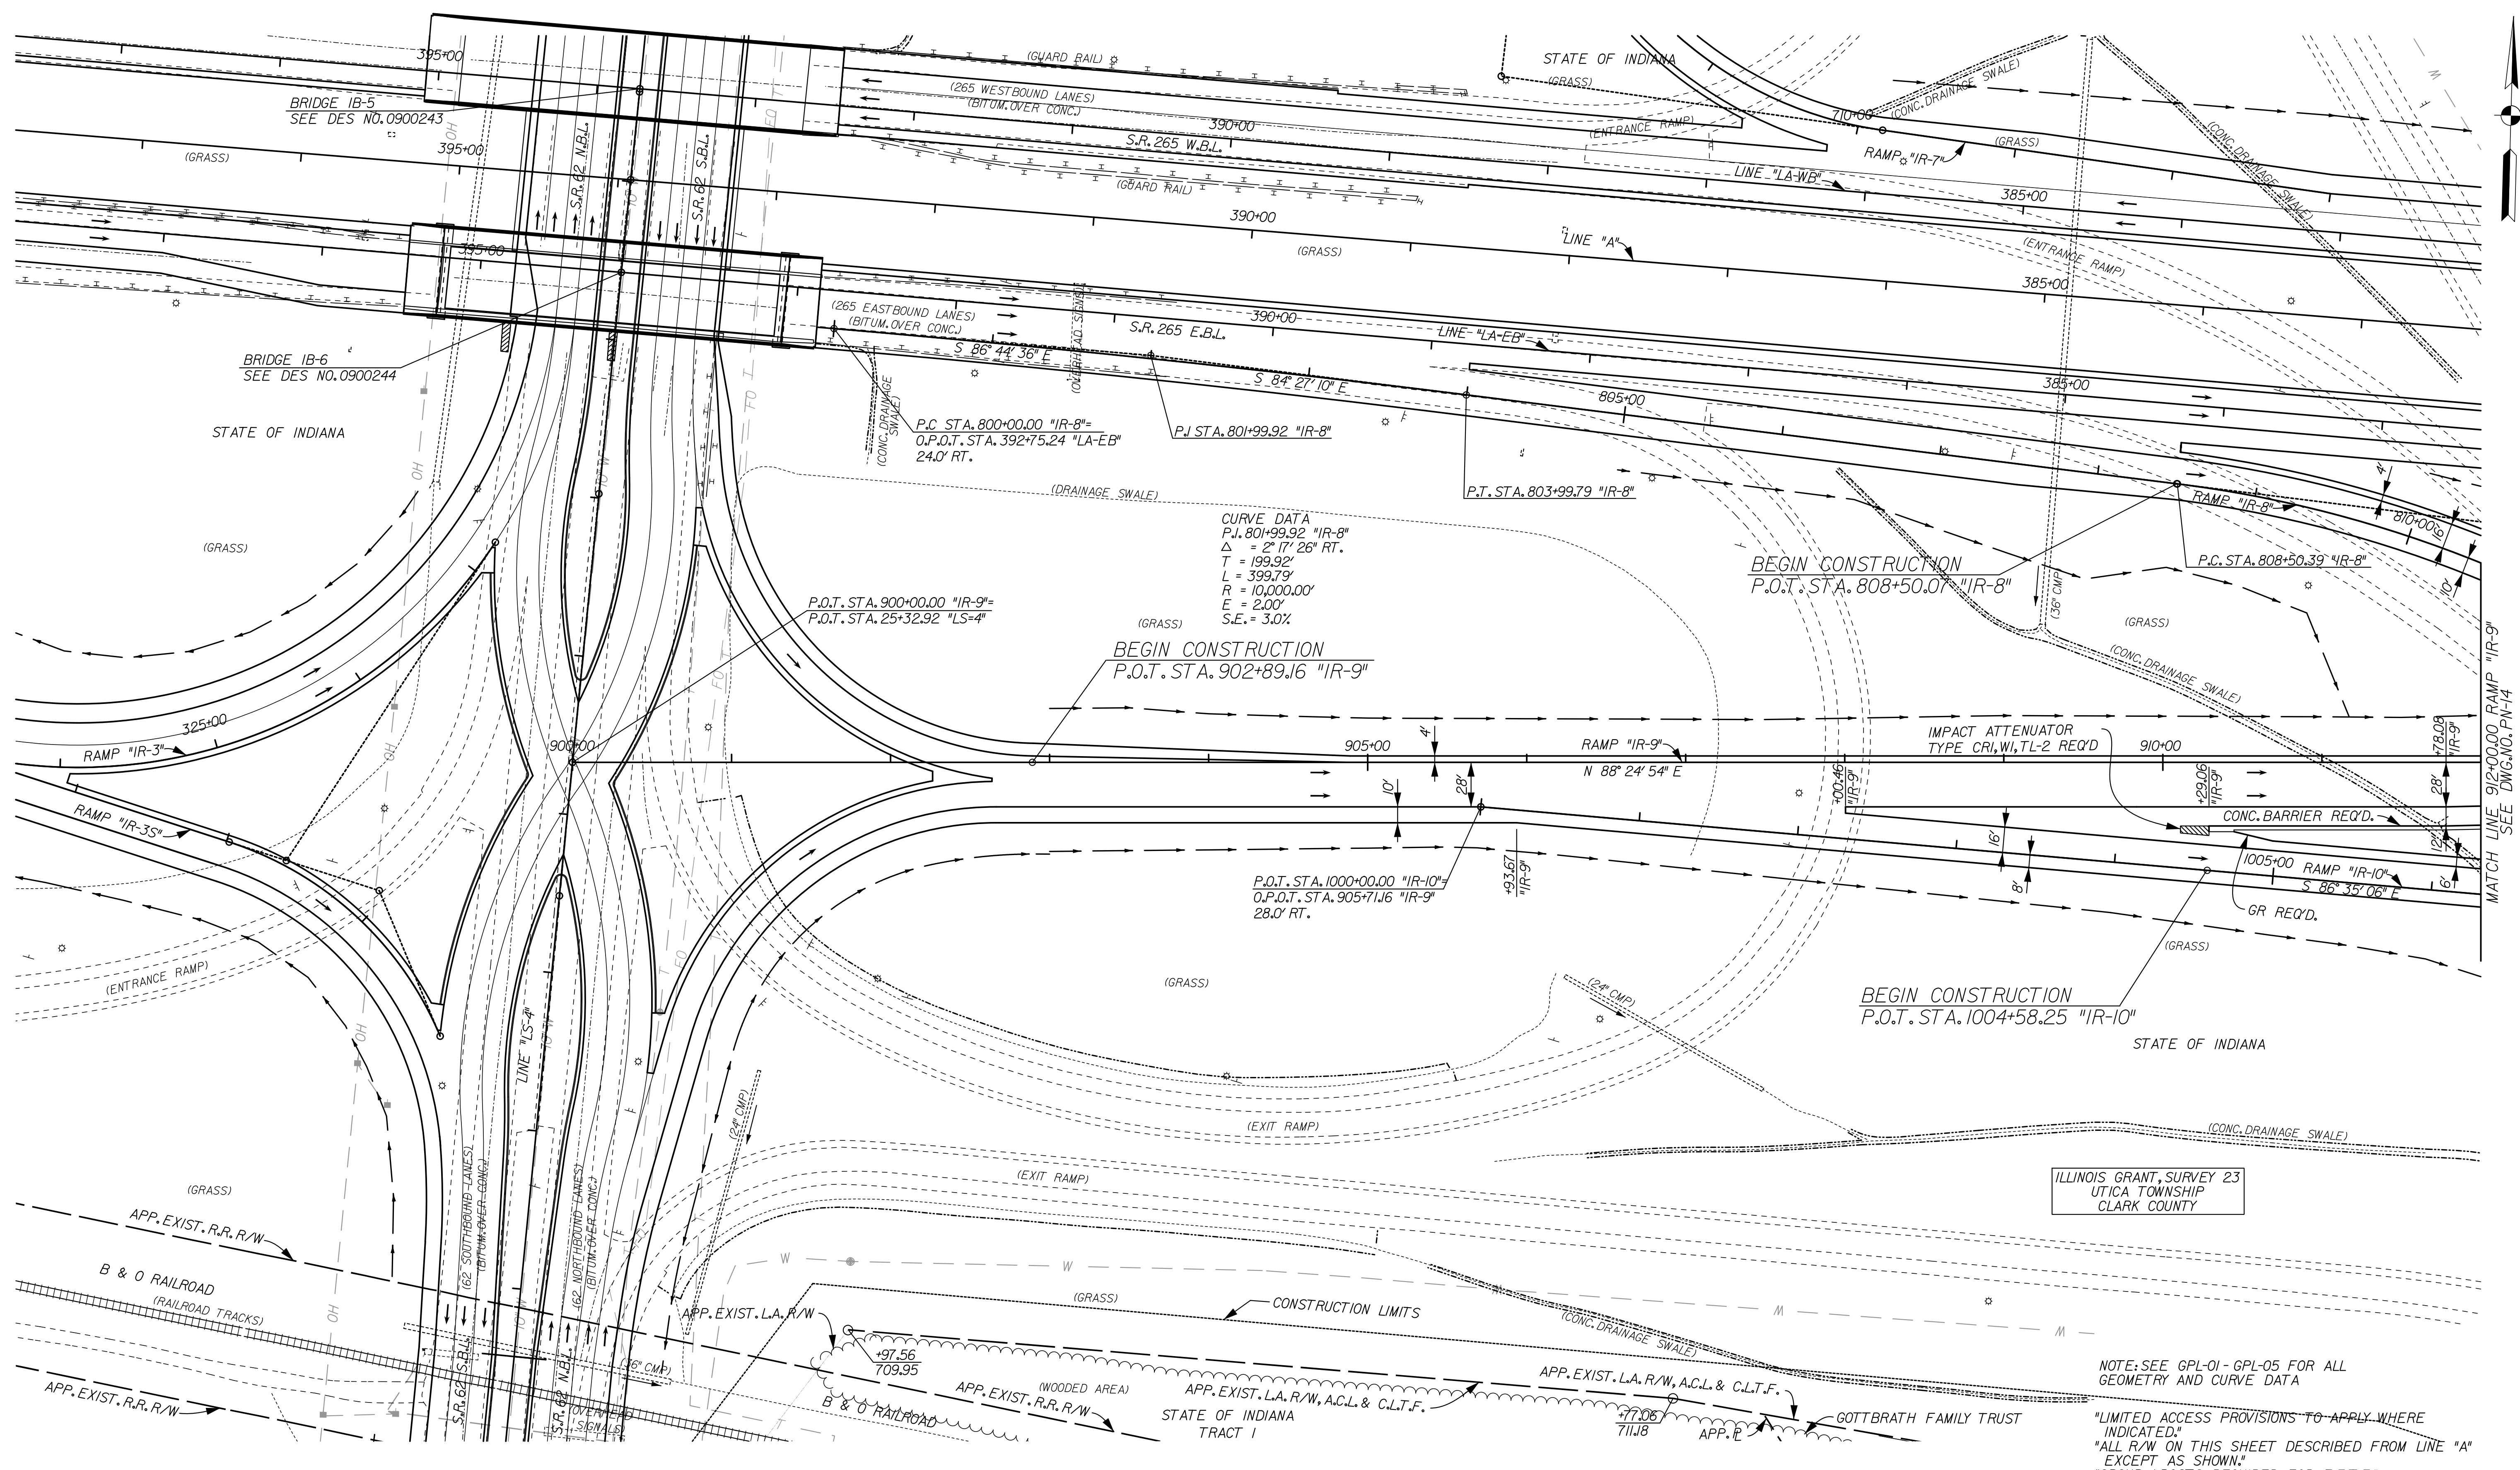 395+00
BRIDGE IB-5
SEE DES NO. 0900243
(GRASS)
395+00
OH
S.R. 62 N.B.L.
S.R. 62 S.B.L.
FO
T
(GUARD RAIL)
(265 WESTBOUND LANES)
(BITUM. OVER CONC.)
390+00
S.R. 265 W.B.L.
(GUARD RAIL)
STATE OF INDIANA
(GRASS)
(ENTRANCE RAMP)
710+00
(CONC. DRAINAGE SWALE)
(GRASS)
RAMP "IR-7"
(CONC. DRAINAGE SWALE)
W
LINE "LA-WB"
385+00
390+00
(GRASS)
LINE "A"
(ENTRANCE RAMP)
385+00
395+00
(265 EASTBOUND LANES)
(BITUM. OVER CONC.)
S 86° 44' 36" E
(OVERHEAD SIGNS)
S.R. 265 E.B.L.
390+00
LINE "LA-EB"
S 84° 27' 10" E
385+00
805+00
BRIDGE IB-6
SEE DES NO. 0900244
STATE OF INDIANA
(CONC. DRAINAGE
SWALE)
P.C STA. 800+00.00 "IR-8"=
O.P.O.T. STA. 392+75.24 "LA-EB"
24.0' RT.
P.I STA. 801+99.92 "IR-8"
P.T. STA. 803+99.79 "IR-8"
(DRAINAGE SWALE)
RAMP "IR-8"
4'
810+00
16'
10'
CURVE DATA
P.I. 801+99.92 "IR-8"
Δ = 2° 17' 26" RT.
T = 199.92'
L = 399.79'
R = 10,000.00'
E = 2.00'
S.E. = 3.0%
(GRASS)
BEGIN CONSTRUCTION
P.O.T. STA. 808+50.07 "IR-8"
P.C. STA. 808+50.39 "IR-8"
(36" CMP)
(GRASS)
(GRASS)
P.O.T. STA. 900+00.00 "IR-9"=
P.O.T. STA. 25+32.92 "LS=4"
BEGIN CONSTRUCTION
P.O.T. STA. 902+89.16 "IR-9"
(CONC. DRAINAGE SWALE)
MATCH LINE 912+00.00 RAMP "IR-9"
SEE DWG. NO. PN-14
325+00
RAMP "IR-3"
RAMP "IR-3S"
900+00
905+00
4'
RAMP "IR-9"
N 88° 24' 54" E
IMPACT ATTENUATOR
TYPE CRI, W1, TL-2 REQ'D
910+00
+78.08
"IR-9"
10'
28'
+00.46
"IR-9"
+29.06
"IR-9"
28'
CONC. BARRIER REQ'D.
12'
16'
8'
6'
+93.67
"IR-9"
1005+00
RAMP "IR-10"
S 86° 35' 06" E
GR REQ'D.
P.O.T. STA. 1000+00.00 "IR-10"=
O.P.O.T. STA. 905+71.16 "IR-9"
28.0' RT.
(GRASS)
(GRASS)
(ENTRANCE RAMP)
OH
LINE "LS-4"
T
FO
(24" CMP)
BEGIN CONSTRUCTION
P.O.T. STA. 1004+58.25 "IR-10"
STATE OF INDIANA
(24" CMP)
(EXIT RAMP)
(CONC. DRAINAGE SWALE)
(EXIT RAMP)
ILLINOIS GRANT, SURVEY 23
UTICA TOWNSHIP
CLARK COUNTY
(GRASS)
APP. EXIST. R.R. R/W
(62 SOUTHBOUND LANES)
(BITUM. OVER CONC.)
(62 NORTHBOUND LANES)
(BITUM. OVER CONC.)
B & O RAILROAD
(RAILROAD TRACKS)
OH
W
W
W
W
(GRASS)
CONSTRUCTION LIMITS
APP. EXIST. L.A. R/W
+97.56
709.95
(36" CMP)
(CONC. DRAINAGE SWALE)
APP. EXIST. R.R. R/W
S.R. 62 S.B.L.
S.R. 62 N.B.L.
(OVERHEAD
SIGNALS)
(WOODED AREA)
B & O RAILROAD
APP. EXIST. R.R. R/W
APP. EXIST. L.A. R/W, A.C.L. & C.L.T.F.
STATE OF INDIANA
TRACT 1
APP. EXIST. L.A. R/W, A.C.L. & C.L.T.F.
+77.06
711.18
APP. PL
GOTTBRATH FAMILY TRUST
NOTE: SEE GPL-01 - GPL-05 FOR ALL
GEOMETRY AND CURVE DATA
"LIMITED ACCESS PROVISIONS TO APPLY WHERE
INDICATED."
"ALL R/W ON THIS SHEET DESCRIBED FROM LINE "A"
EXCEPT AS SHOWN."